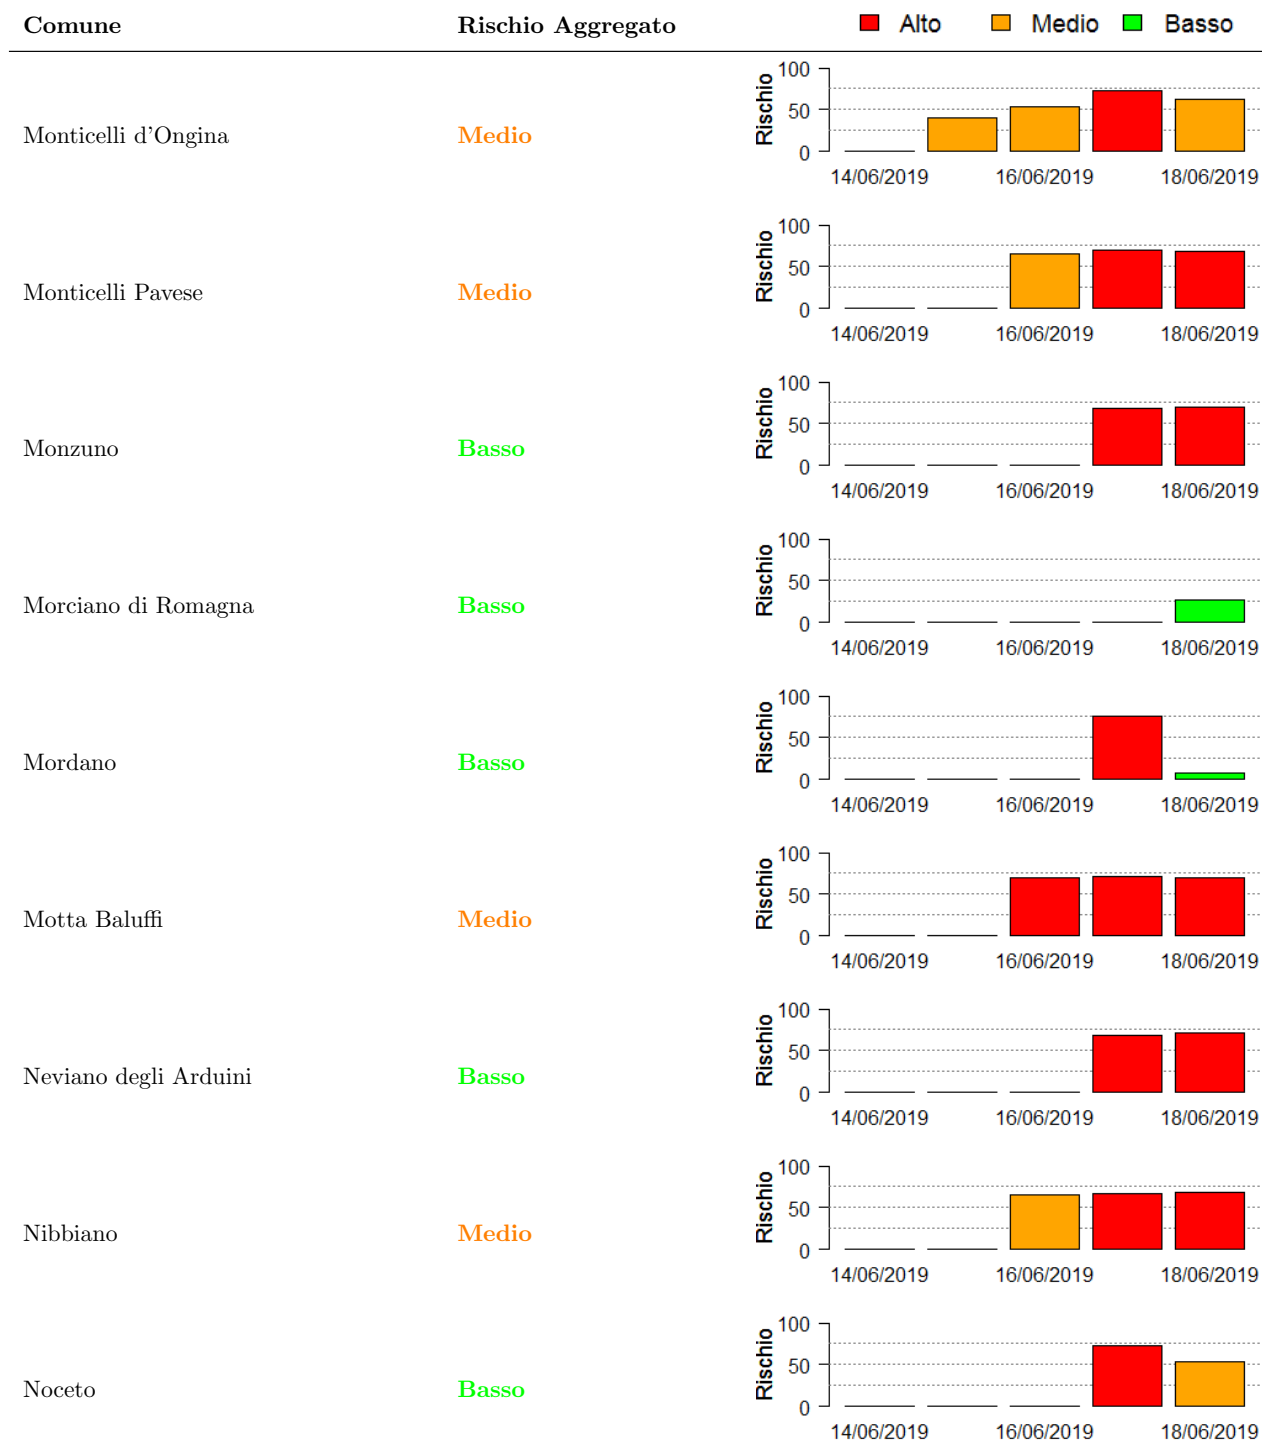 Comune Rischio Aggregato Alto Medio Basso
Monticelli d'Ongina Medio
Rischio
100
50
0
14/06/2019 16/06/2019 18/06/2019
Monticelli Pavese Medio
Rischio
100
50
0
14/06/2019 16/06/2019 18/06/2019
Monzuno Basso
Rischio
100
50
0
14/06/2019 16/06/2019 18/06/2019
Morciano di Romagna Basso
Rischio
100
50
0
14/06/2019 16/06/2019 18/06/2019
Mordano Basso
Rischio
100
50
0
14/06/2019 16/06/2019 18/06/2019
Motta Baluffi Medio
Rischio
100
50
0
14/06/2019 16/06/2019 18/06/2019
Neviano degli Arduini Basso
Rischio
100
50
0
14/06/2019 16/06/2019 18/06/2019
Nibbiano Medio
Rischio
100
50
0
14/06/2019 16/06/2019 18/06/2019
Noceto Basso
Rischio
100
50
0
14/06/2019 16/06/2019 18/06/2019